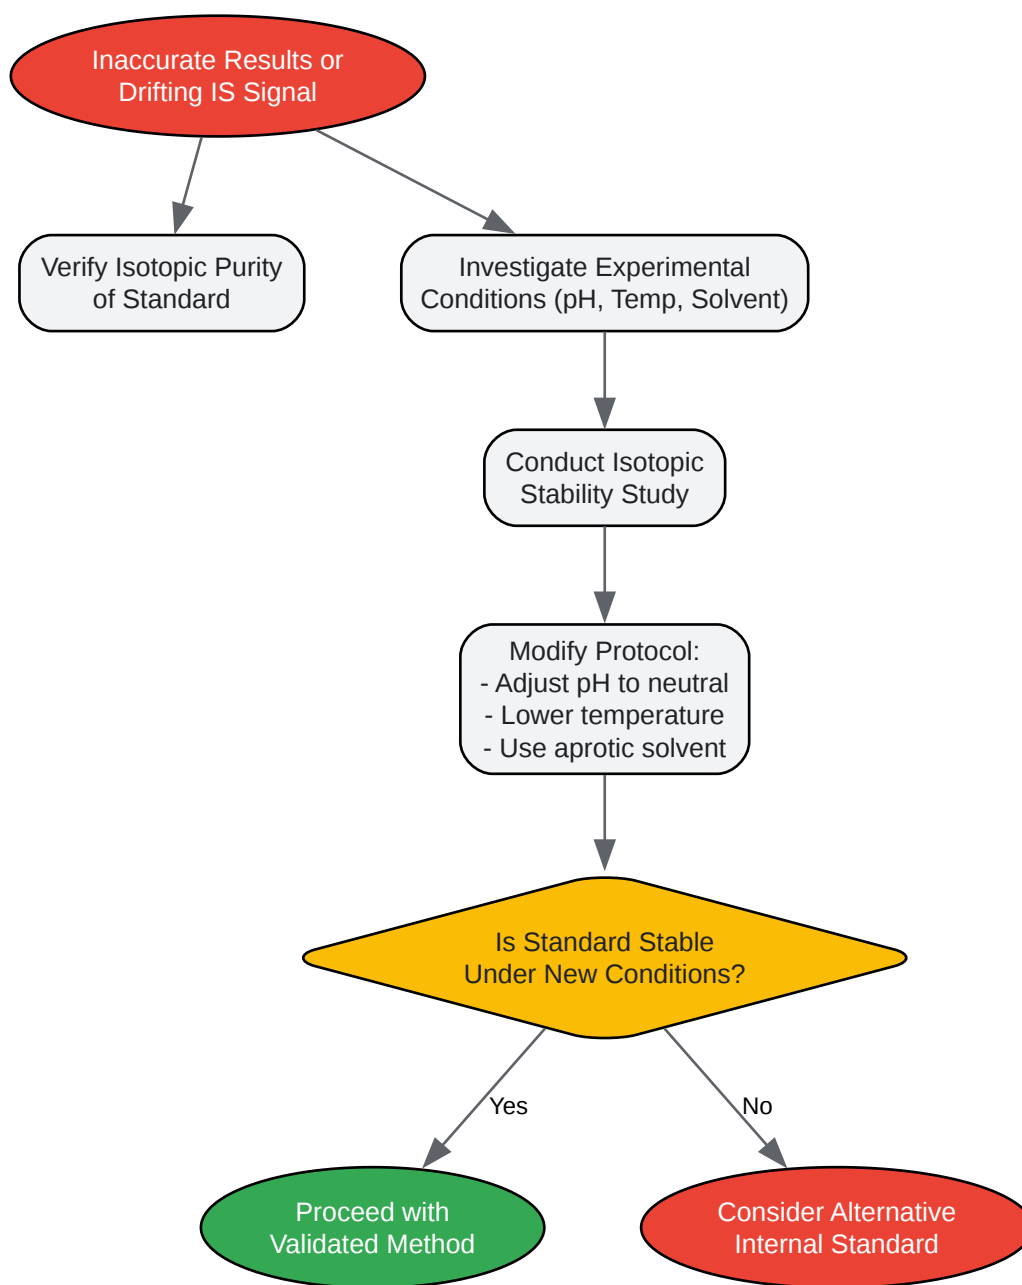 Inaccurate Results or
Drifting IS Signal
Verify Isotopic Purity
of Standard
Investigate Experimental
Conditions (pH, Temp, Solvent)
Conduct Isotopic
Stability Study
Modify Protocol:
- Adjust pH to neutral
- Lower temperature
- Use aprotic solvent
Is Standard Stable
Under New Conditions?
Yes
No
Proceed with
Validated Method
Consider Alternative
Internal Standard